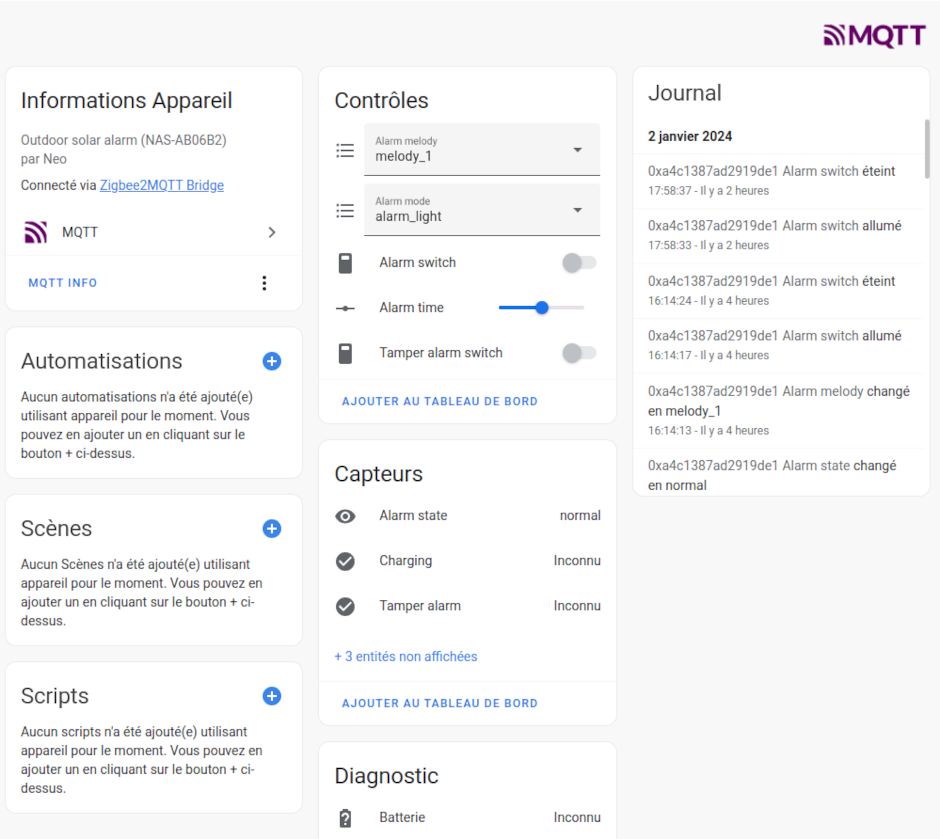 MQTT
Informations Appareil
Outdoor solar alarm (NAS-AB06B2)
par Neo
Connecté via Zigbee2MQTT Bridge
MQTT
MQTT INFO
Automatisations
Aucun automatisations n'a été ajouté(e)
utilisant appareil pour le moment. Vous
pouvez en ajouter un en cliquant sur le
bouton + ci-dessus.
Scènes
Aucun Scènes n'a été ajouté(e) utilisant
appareil pour le moment. Vous pouvez en
ajouter un en cliquant sur le bouton + ci-
dessus.
Scripts
Aucun scripts n'a été ajouté(e) utilisant
appareil pour le moment. Vous pouvez en
ajouter un en cliquant sur le bouton + ci-
dessus.
Contrôles
Alarm melody
melody_1
Alarm mode
alarm_light
Alarm switch
Alarm time
Tamper alarm switch
AJOUTER AU TABLEAU DE BORD
Capteurs
Alarm state normal
Charging Inconnu
Tamper alarm Inconnu
+ 3 entités non affichées
AJOUTER AU TABLEAU DE BORD
Diagnostic
Batterie Inconnu
Journal
2 janvier 2024
0xa4c1387ad2919de1 Alarm switch éteint
17:58:37 - Il y a 2 heures
0xa4c1387ad2919de1 Alarm switch allumé
17:58:33 - Il y a 2 heures
0xa4c1387ad2919de1 Alarm switch éteint
16:14:24 - Il y a 4 heures
0xa4c1387ad2919de1 Alarm switch allumé
16:14:17 - Il y a 4 heures
0xa4c1387ad2919de1 Alarm melody changé
en melody_1
16:14:13 - Il y a 4 heures
0xa4c1387ad2919de1 Alarm state changé
en normal